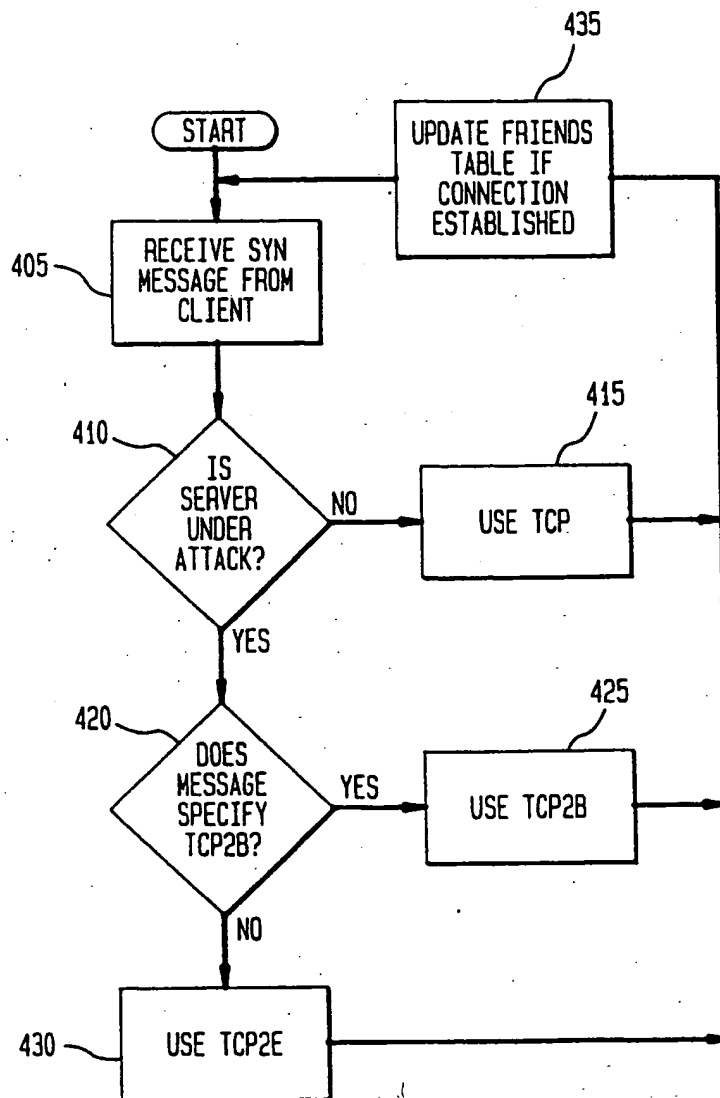 435
START
UPDATE FRIENDS
TABLE IF
CONNECTION
ESTABLISHED
405
RECEIVE SYN
MESSAGE FROM
CLIENT
410
IS
SERVER
UNDER
ATTACK?
NO
415
USE TCP
YES
420
DOES
MESSAGE
SPECIFY
TCP2B?
YES
425
USE TCP2B
NO
430
USE TCP2E